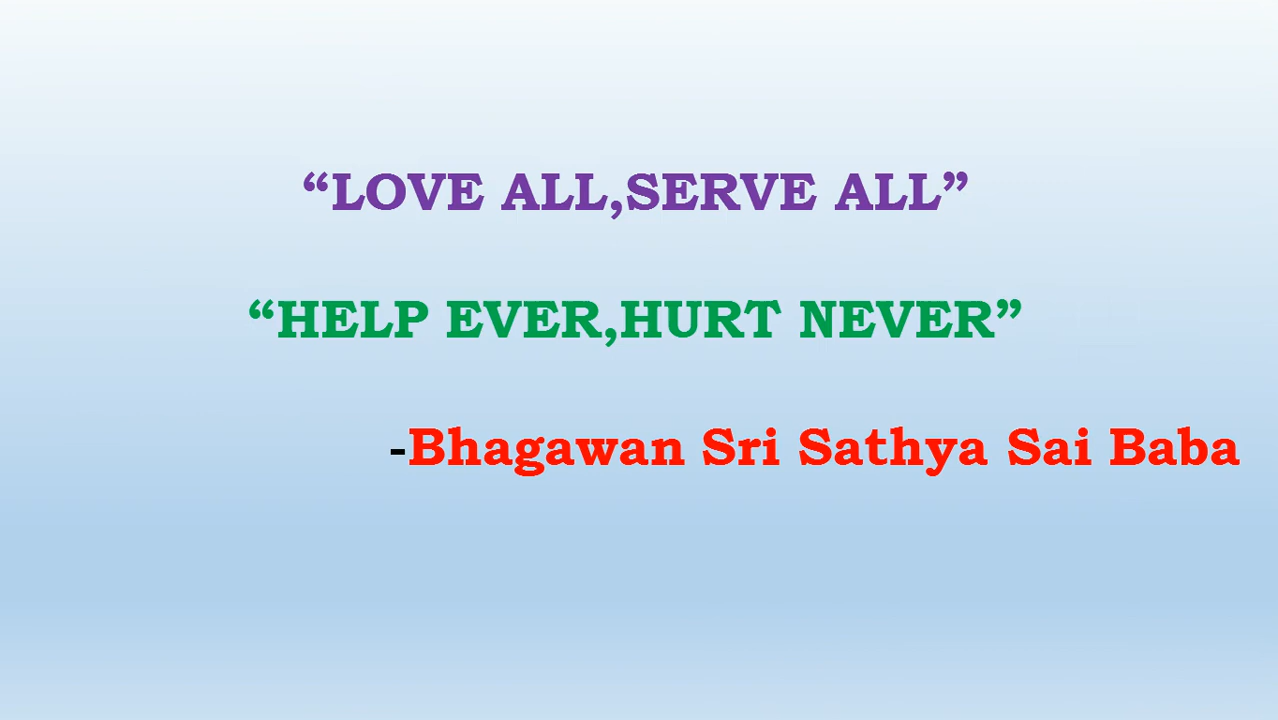 “LOVE ALL,SERVE ALL”
“HELP EVER,HURT NEVER”
-Bhagawan Sri Sathya Sai Baba